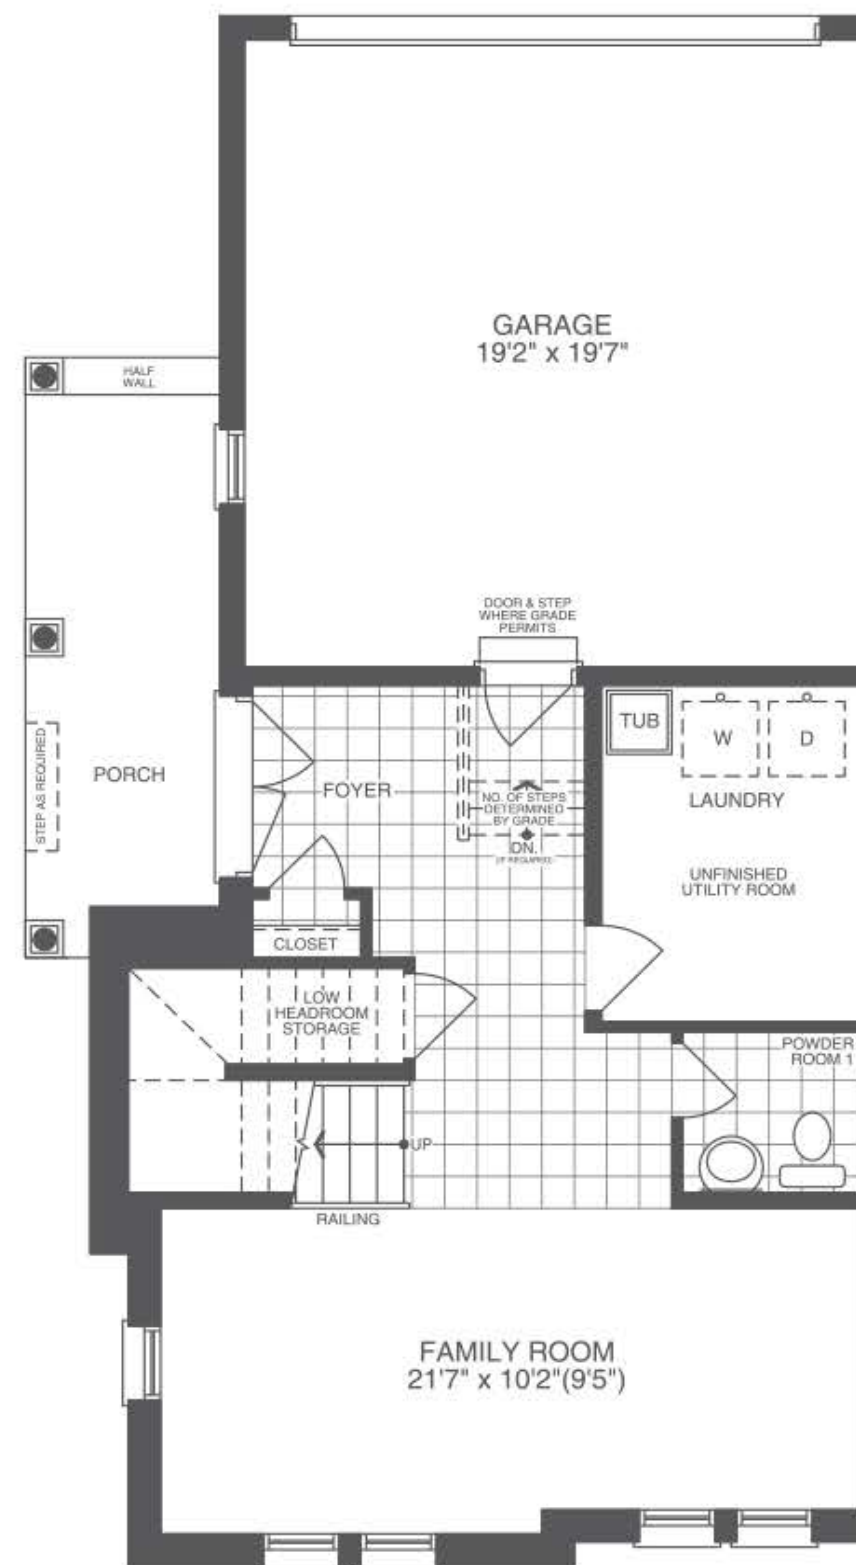 GARAGE
19'2" x 19'7"
HALF
WALL
DOOR & STEP
WHERE GRADE
PERMITS
TUB
W
D
STEP AS REQUIRED
PORCH
FOYER
NO. OF STEPS
DETERMINED
BY GRADE
DN.
(IF REQUIRED)
LAUNDRY
UNFINISHED
UTILITY ROOM
CLOSET
LOW
HEADROOM
STORAGE
POWDER
ROOM 1
UP
RAILING
FAMILY ROOM
21'7" x 10'2"(9'5")